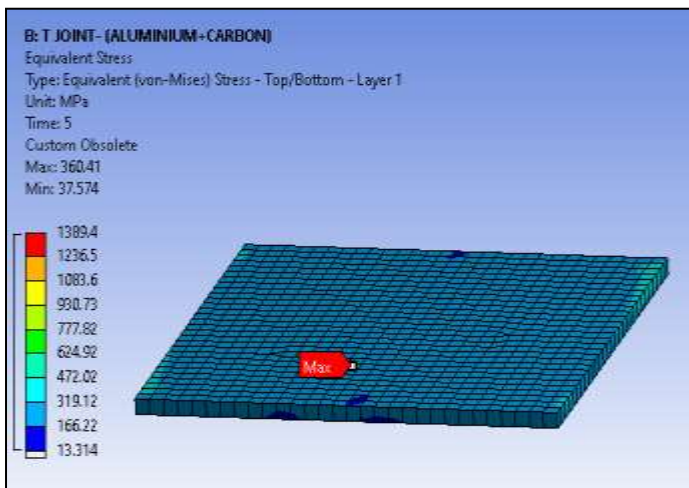 B: T JOINT- (ALUMINIUM+CARBON)
Equivalent Stress
Type: Equivalent (von-Mises) Stress - Top/Bottom - Layer 1
Unit: MPa
Time: 5
Custom Obsolete
Max: 360.41
Min: 37.574
1389.4
1236.5
1083.6
930.73
777.82
624.92
472.02
319.12
166.22
13.314
Max